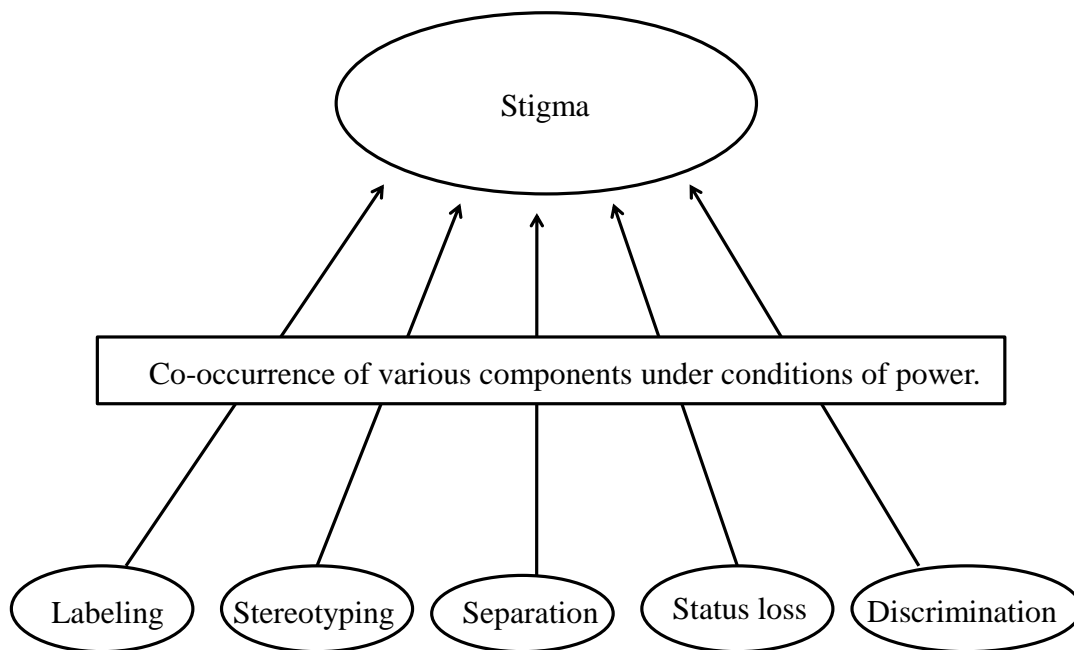 Stigma
Co-occurrence of various components under conditions of power.
Labeling
Stereotyping
Separation
Status loss
Discrimination